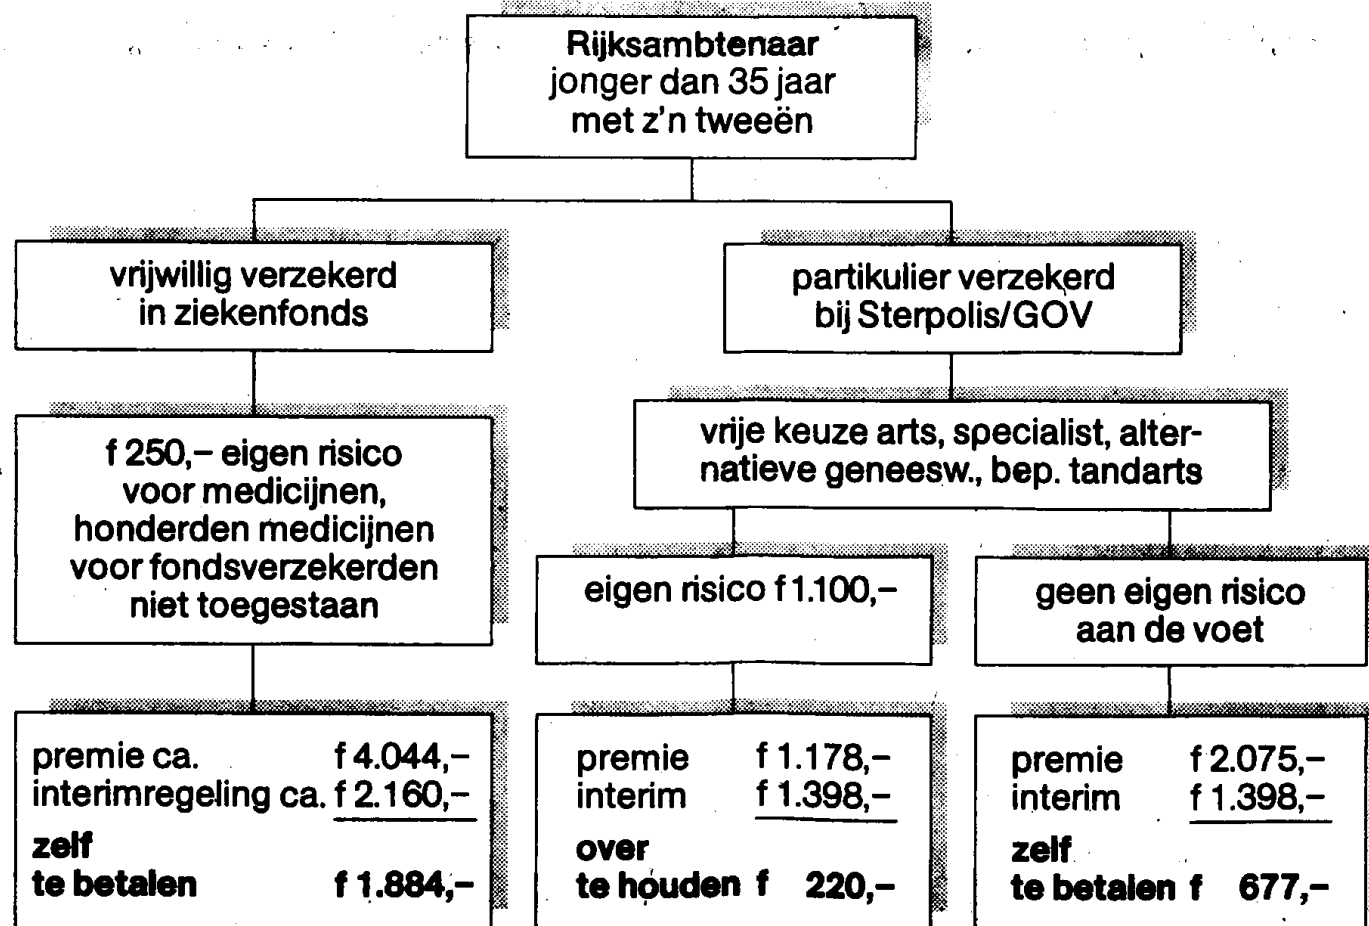 Rijksambtenaar
jonger dan 35 jaar
met z'n tweeën
vrijwillig verzekerd
in ziekenfonds
partikulier verzekerd
bij Sterpolis/GOV
f 250,– eigen risico
voor medicijnen,
honderden medicijnen
voor fondsverzekerden
niet toegestaan
vrije keuze arts, specialist, alter-
natieve geneesw., bep. tandarts
eigen risico f 1.100,–
geen eigen risico
aan de voet
premie ca. f 4.044,–
interimregeling ca. f 2.160,–
zelf
te betalen f 1.884,–
premie f 1.178,–
interim f 1.398,–
over
te houden f 220,–
premie f 2.075,–
interim f 1.398,–
zelf
te betalen f 677,–